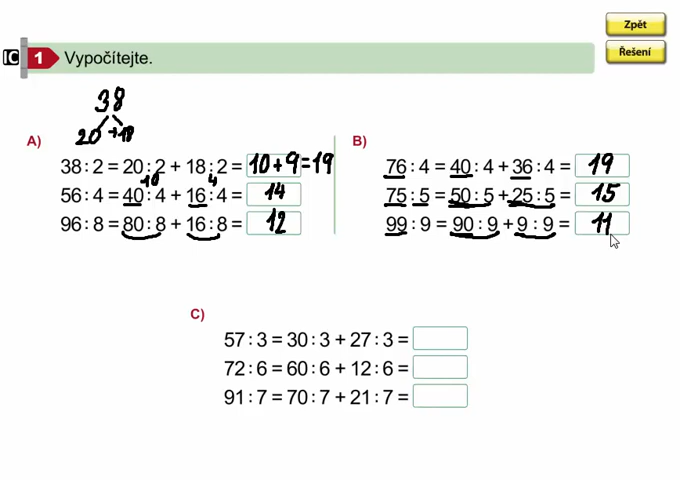 Zpět
Řešení
1 Vypočítejte.
38
20 + 18
A)
38 : 2 = 20 : 2 + 18 : 2 = 10 + 9 = 19
10 4
56 : 4 = 40 : 4 + 16 : 4 = 14
96 : 8 = 80 : 8 + 16 : 8 = 12
B)
76 : 4 = 40 : 4 + 36 : 4 = 19
75 : 5 = 50 : 5 + 25 : 5 = 15
99 : 9 = 90 : 9 + 9 : 9 = 11
C)
57 : 3 = 30 : 3 + 27 : 3 =
72 : 6 = 60 : 6 + 12 : 6 =
91 : 7 = 70 : 7 + 21 : 7 =